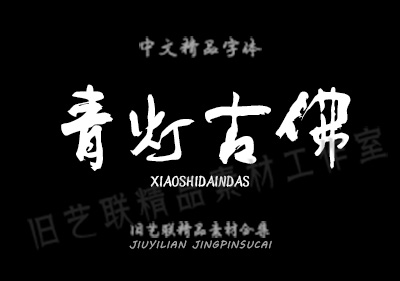 中文精品字体
青灯古佛
XIAOSHIDAINDAS
旧艺联精品素材工作室
旧艺联精品素材合集
JIUYILIAN JINGPINSUCAI